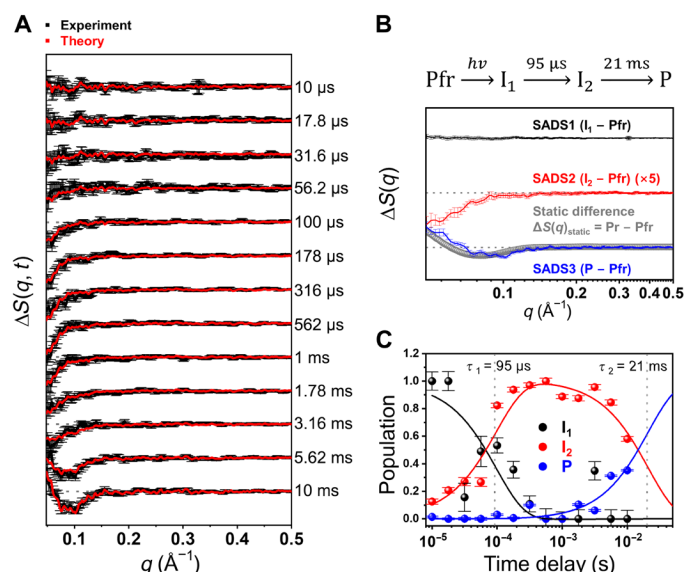 A
Experiment
Theory
10 μs
17.8 μs
31.6 μs
56.2 μs
100 μs
178 μs
316 μs
562 μs
1 ms
1.78 ms
3.16 ms
5.62 ms
10 ms
ΔS(q, t)
0.1 0.2 0.3 0.4 0.5
q (Å⁻¹)
B
Pfr hν→ I₁ 95 μs→ I₂ 21 ms→ P
SADS1 (I₁ − Pfr)
SADS2 (I₂ − Pfr) (×5)
Static difference
ΔS(q)static = Pr − Pfr
SADS3 (P − Pfr)
ΔS(q)
0.1 0.2 0.3 0.4 0.5
q (Å⁻¹)
C
τ ₁ = 95 μs τ ₂ = 21 ms
1.2
1.0
0.8
0.6
0.4
0.2
0.0
Population
I₁
I₂
P
10⁻⁵ 10⁻⁴ 10⁻³ 10⁻²
Time delay (s)